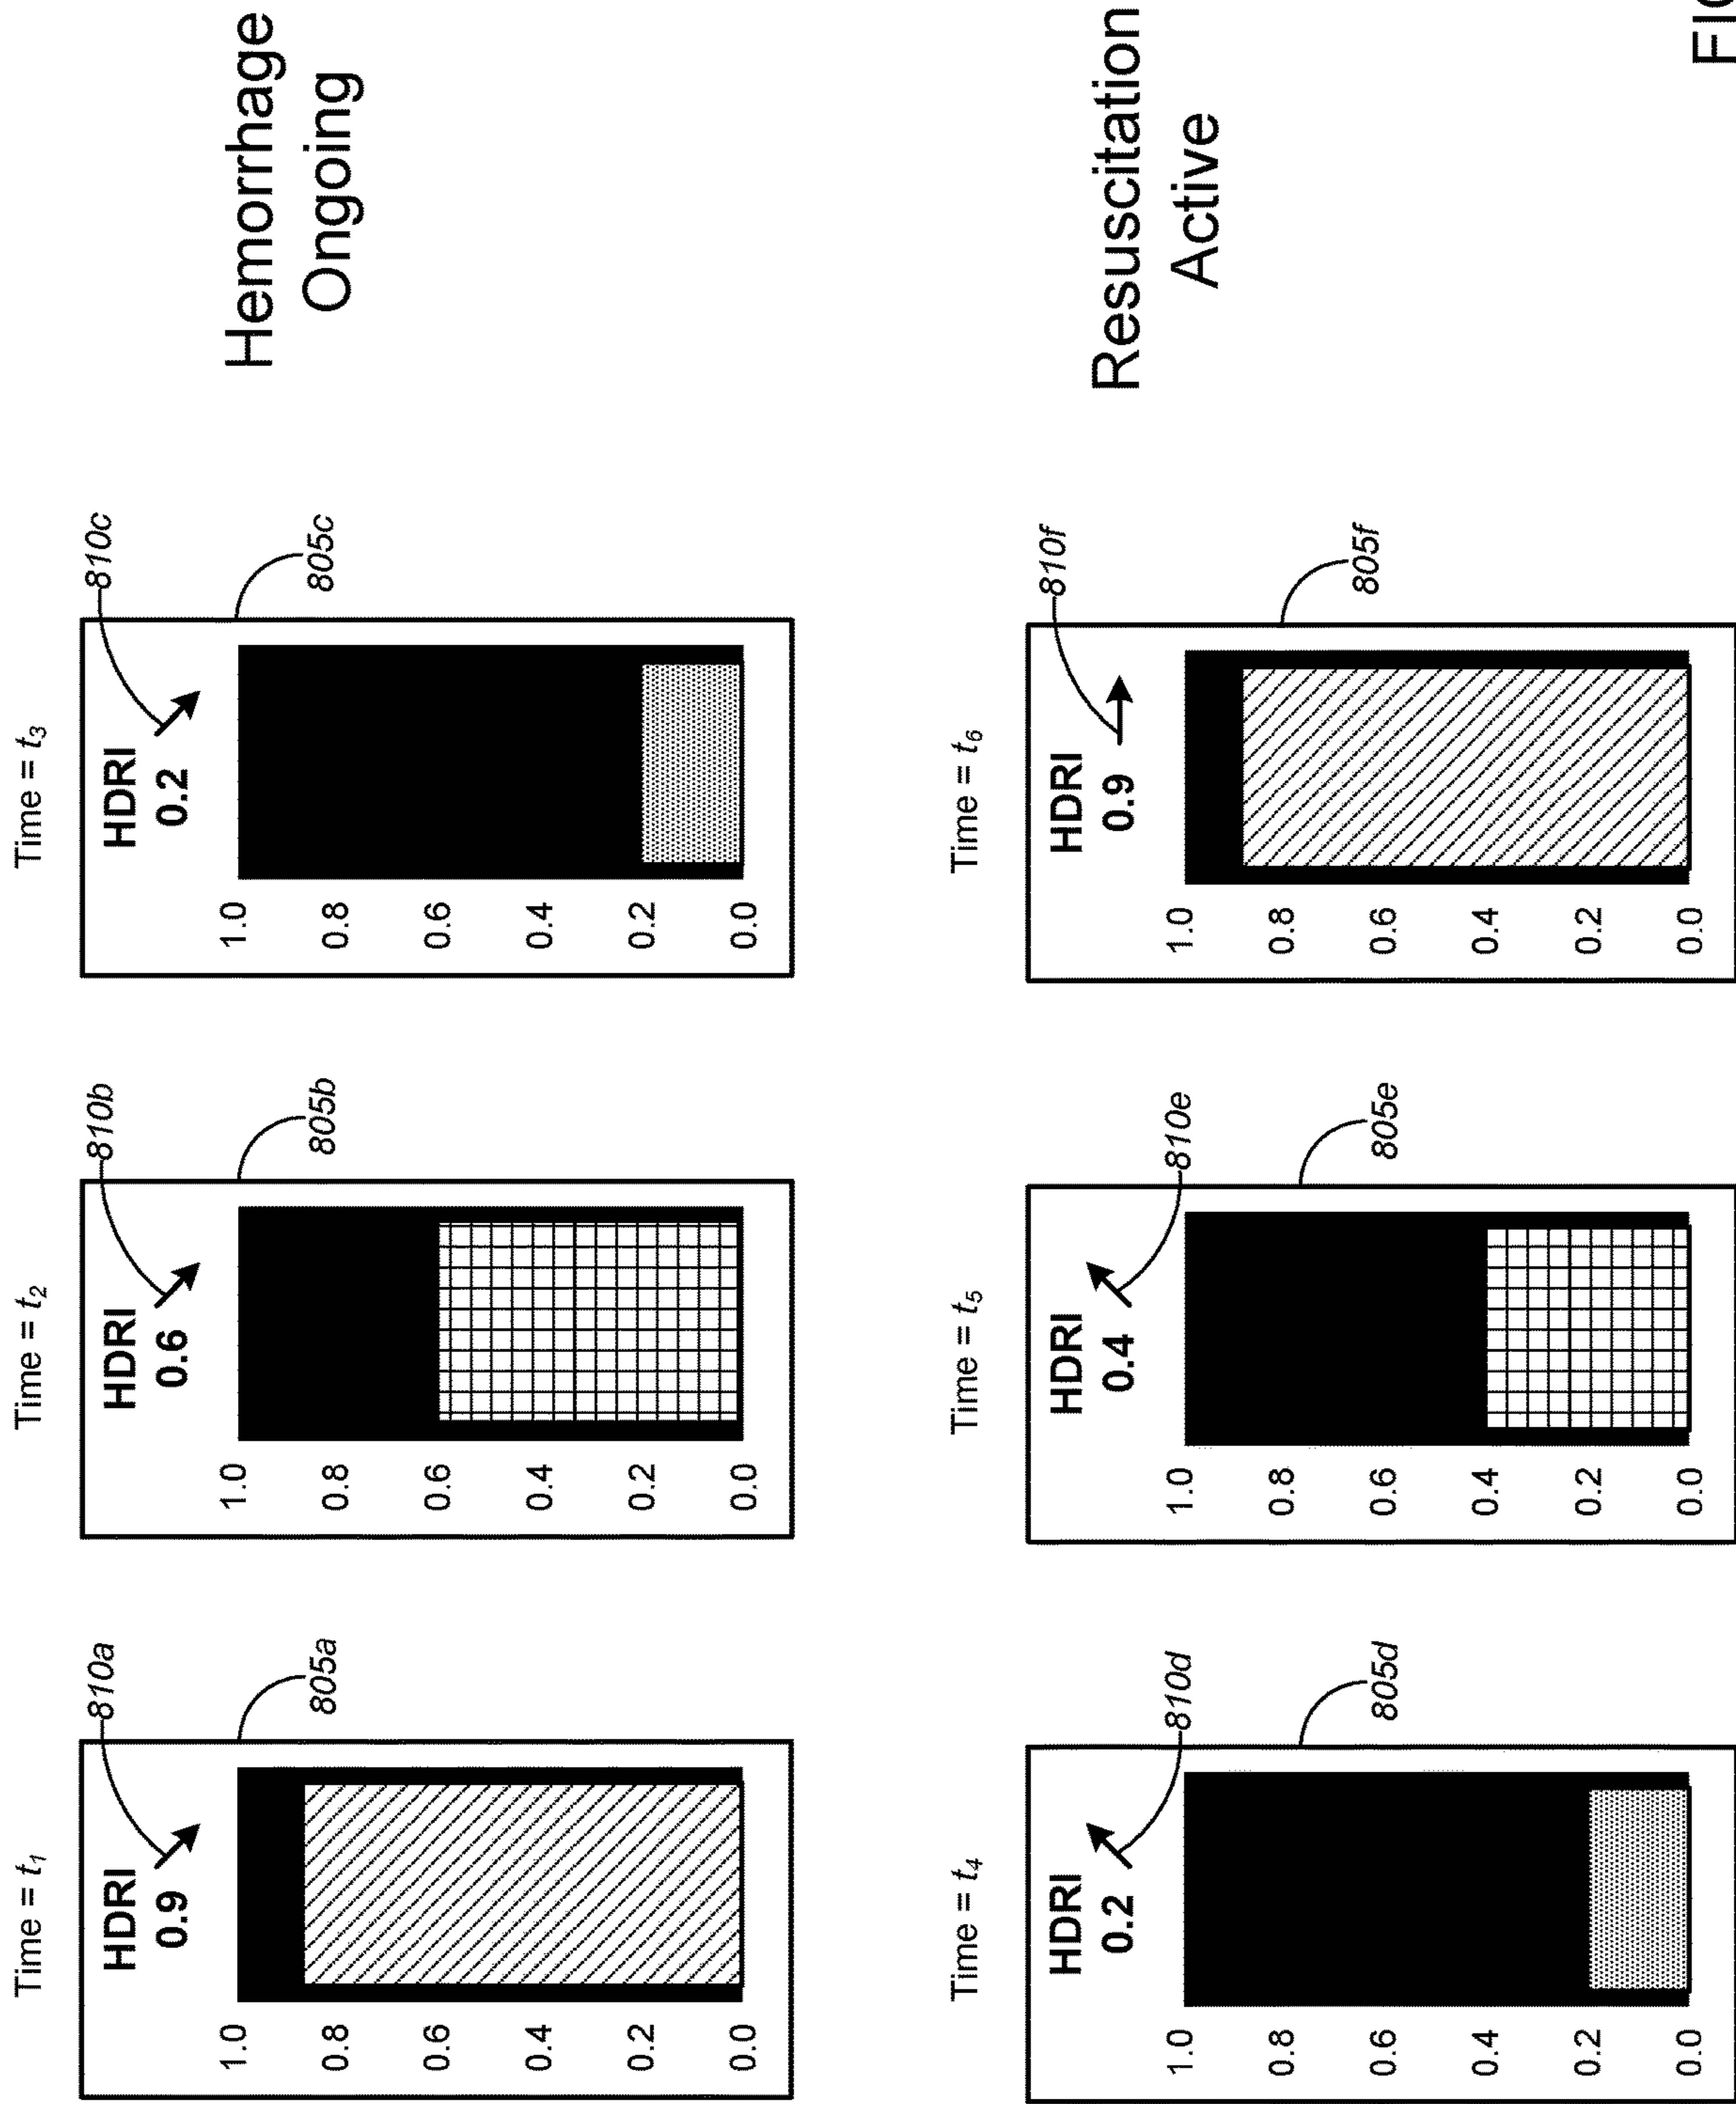 Time = t1
HDRI
0.9
810a
805a
1.0
0.8
0.6
0.4
0.2
0.0
Time = t2
HDRI
0.6
810b
805b
1.0
0.8
0.6
0.4
0.2
0.0
Time = t3
HDRI
0.2
810c
805c
1.0
0.8
0.6
0.4
0.2
0.0
Hemorrhage
Ongoing
Time = t4
HDRI
0.2
810d
805d
1.0
0.8
0.6
0.4
0.2
0.0
Time = t5
HDRI
0.4
810e
805e
1.0
0.8
0.6
0.4
0.2
0.0
Time = t6
HDRI
0.9
810f
805f
1.0
0.8
0.6
0.4
0.2
0.0
Resuscitation
Active